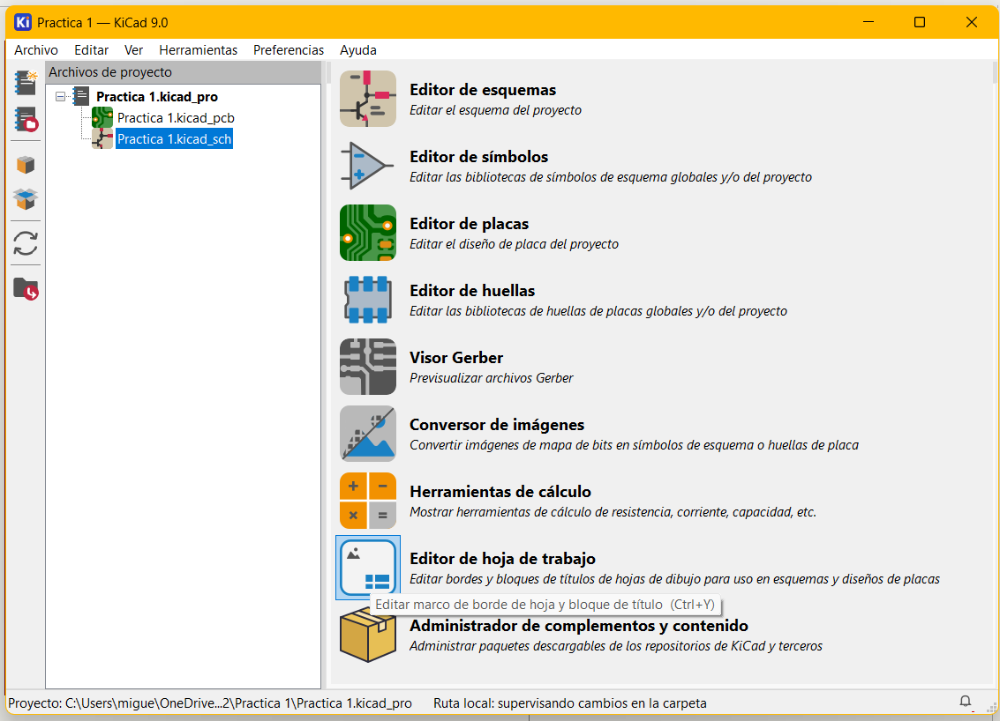 Practica 1 — KiCad 9.0
Archivo Editar Ver Herramientas Preferencias Ayuda
Archivos de proyecto
Practica 1.kicad_pro
Practica 1.kicad_pcb
Practica 1.kicad_sch
Editor de esquemas
Editar el esquema del proyecto
Editor de símbolos
Editar las bibliotecas de símbolos de esquema globales y/o del proyecto
Editor de placas
Editar el diseño de placa del proyecto
Editor de huellas
Editar las bibliotecas de huellas de placas globales y/o del proyecto
Visor Gerber
Previsualizar archivos Gerber
Conversor de imágenes
Convertir imágenes de mapa de bits en símbolos de esquema o huellas de placa
Herramientas de cálculo
Mostrar herramientas de cálculo de resistencia, corriente, capacidad, etc.
Editor de hoja de trabajo
Editar bordes y bloques de títulos de hojas de dibujo para uso en esquemas y diseños de placas
Editar marco de borde de hoja y bloque de título (Ctrl+Y)
Administrador de complementos y contenido
Administrar paquetes descargables de los repositorios de KiCad y terceros
Proyecto: C:\Users\migue\OneDrive...2\Practica 1\Practica 1.kicad_pro Ruta local: supervisando cambios en la carpeta